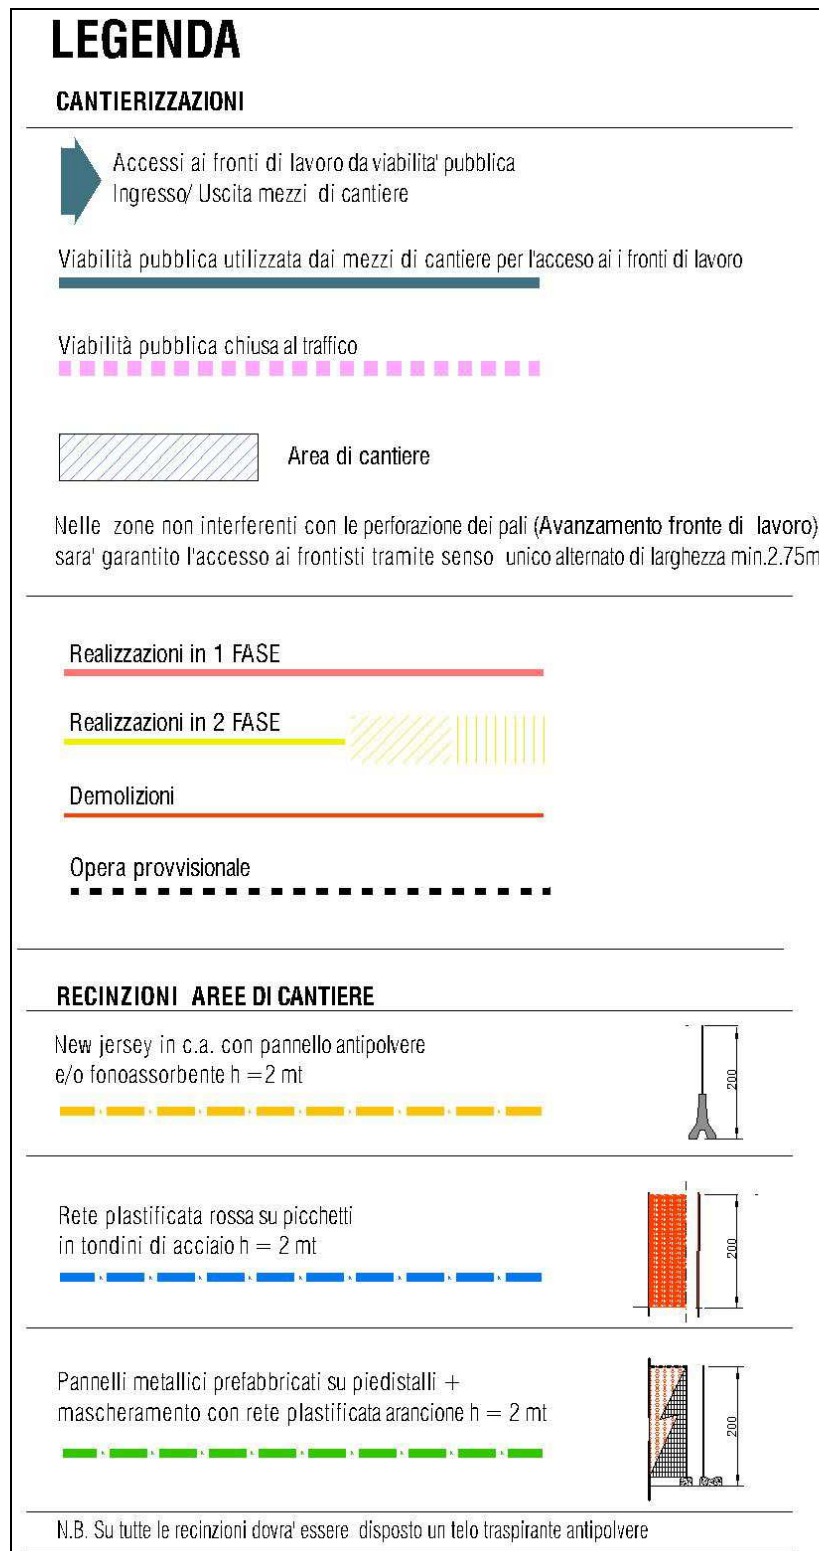 LEGENDA
CANTIERIZZAZIONI
Accessi ai fronti di lavoro da viabilita' pubblica
Ingresso/ Uscita mezzi di cantiere
Viabilità pubblica utilizzata dai mezzi di cantiere per l'acceso ai i fronti di lavoro
Viabilità pubblica chiusa al traffico
Area di cantiere
Nelle zone non interferenti con le perforazione dei pali (Avanzamento fronte di lavoro)
sara' garantito l'accesso ai frontisti tramite senso unico alternato di larghezza min.2.75m
Realizzazioni in 1 FASE
Realizzazioni in 2 FASE
Demolizioni
Opera provvisionale
RECINZIONI AREE DI CANTIERE
New jersey in c.a. con pannello antipolvere
e/o fonoassorbente h =2 mt
200
Rete plastificata rossa su picchetti
in tondini di acciaio h = 2 mt
200
Pannelli metallici prefabbricati su piedistalli +
mascheramento con rete plastificata arancione h = 2 mt
200
N.B. Su tutte le recinzioni dovra' essere disposto un telo traspirante antipolvere